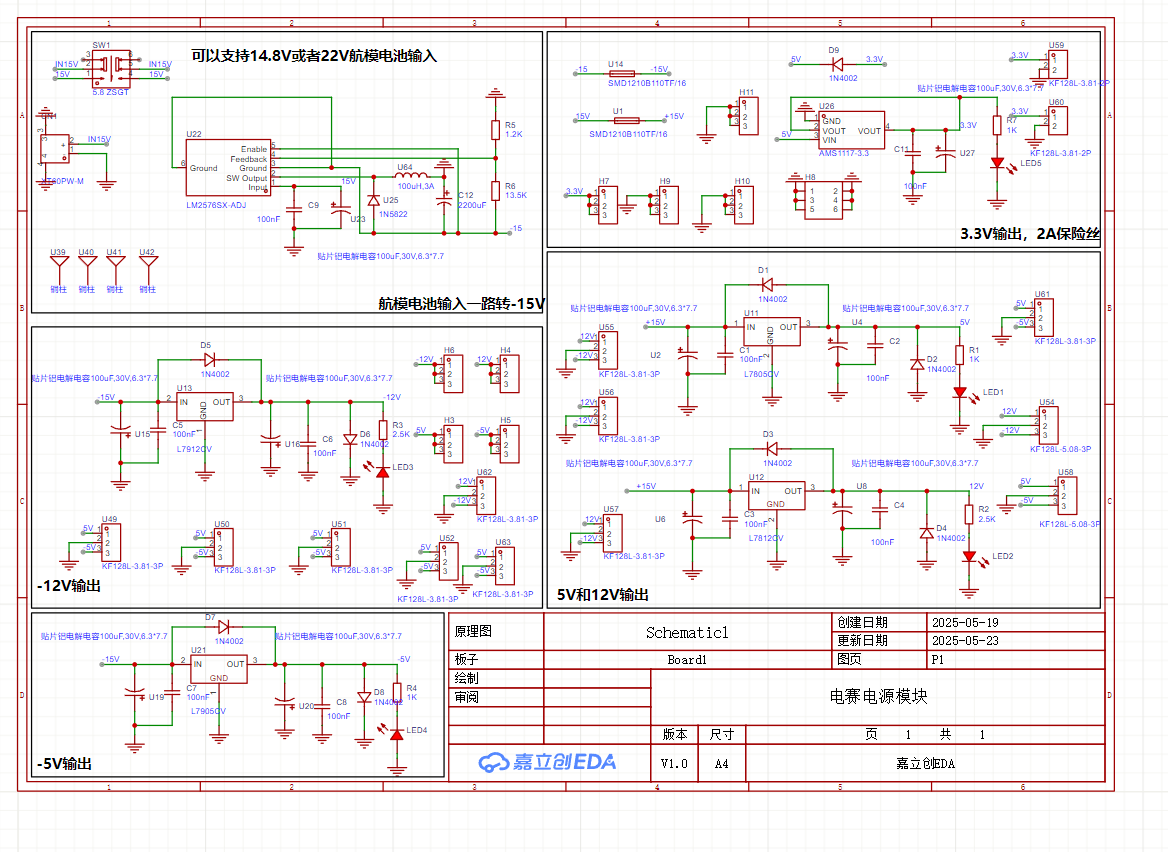 1
2
3
4
5
6
A
B
C
D
可以支持14.8V或者22V航模电池输入
SW1
IN15V
15V
IN15V
15V
5.8 ZSGT
IN15V
XT60PW-M
U22
Enable
Feedback
Ground
SW Output
Input
Ground
LM2576SX-ADJ
15V
C9
100nF
U23
U25
1N5822
U64
100uH,3A
C12
2200uF
R5
1.2K
R6
13.5K
-15
贴片铝电解电容100uF,30V,6.3*7.7
U39
U40
U41
U42
铜柱
铜柱
铜柱
铜柱
航模电池输入一路转-15V
-15
U14
-15V
SMD1210B110TF/16
15V
U1
+15V
SMD1210B110TF/16
H11
5V
D9
3.3V
1N4002
贴片铝电解电容100uF,30V,6.3*7.7
U26
GND
VOUT
VIN
VOUT
AMS1117-3.3
5V
C11
100nF
U27
3.3V
R7
1K
LED5
3.3V
U59
KF128L-3.81-2P
3.3V
U60
KF128L-3.81-2P
3.3V
H7
H9
H10
H8
3.3V输出，2A保险丝
D5
1N4002
贴片铝电解电容100uF,30V,6.3*7.7
贴片铝电解电容100uF,30V,6.3*7.7
-15V
U13
IN
OUT
GND
L7912CV
U15
C5
100nF
U16
C6
100nF
D6
1N4002
-12V
R3
2.5K
LED3
-12V
H6
12V
H4
5V
H3
-5V
H5
12V
-12V
U62
KF128L-3.81-3P
5V
-5V
U49
KF128L-3.81-3P
5V
-5V
U50
KF128L-3.81-3P
5V
-5V
U51
KF128L-3.81-3P
5V
-5V
U52
KF128L-3.81-3P
5V
-5V
U63
KF128L-3.81-3P
-12V输出
D1
1N4002
贴片铝电解电容100uF,30V,6.3*7.7
贴片铝电解电容100uF,30V,6.3*7.7
+15V
U11
IN
OUT
GND
L7805CV
U2
C1
100nF
U4
C2
100nF
D2
1N4002
5V
R1
1K
LED1
12V
-12V
U55
KF128L-3.81-3P
12V
-12V
U56
KF128L-3.81-3P
5V
-5V
U61
KF128L-3.81-3P
12V
-12V
U54
KF128L-5.08-3P
D3
1N4002
贴片铝电解电容100uF,30V,6.3*7.7
贴片铝电解电容100uF,30V,6.3*7.7
+15V
U12
IN
OUT
GND
L7812CV
U6
C3
100nF
U8
C4
100nF
D4
1N4002
12V
R2
2.5K
LED2
12V
-12V
U57
KF128L-3.81-3P
5V
-5V
U58
KF128L-5.08-3P
5V和12V输出
D7
1N4002
贴片铝电解电容100uF,30V,6.3*7.7
贴片铝电解电容100uF,30V,6.3*7.7
-15V
U21
IN
OUT
GND
L7905CV
U19
C7
100nF
U20
C8
100nF
D8
1N4002
-5V
R4
1K
LED4
-5V输出
原理图
Schematic1
创建日期
2025-05-19
更新日期
2025-05-23
板子
Board1
图页
P1
绘制
审阅
电赛电源模块
版本
尺寸
页 1 共 1
V1.0
A4
嘉立创EDA
嘉立创EDA
1
2
3
4
5
6